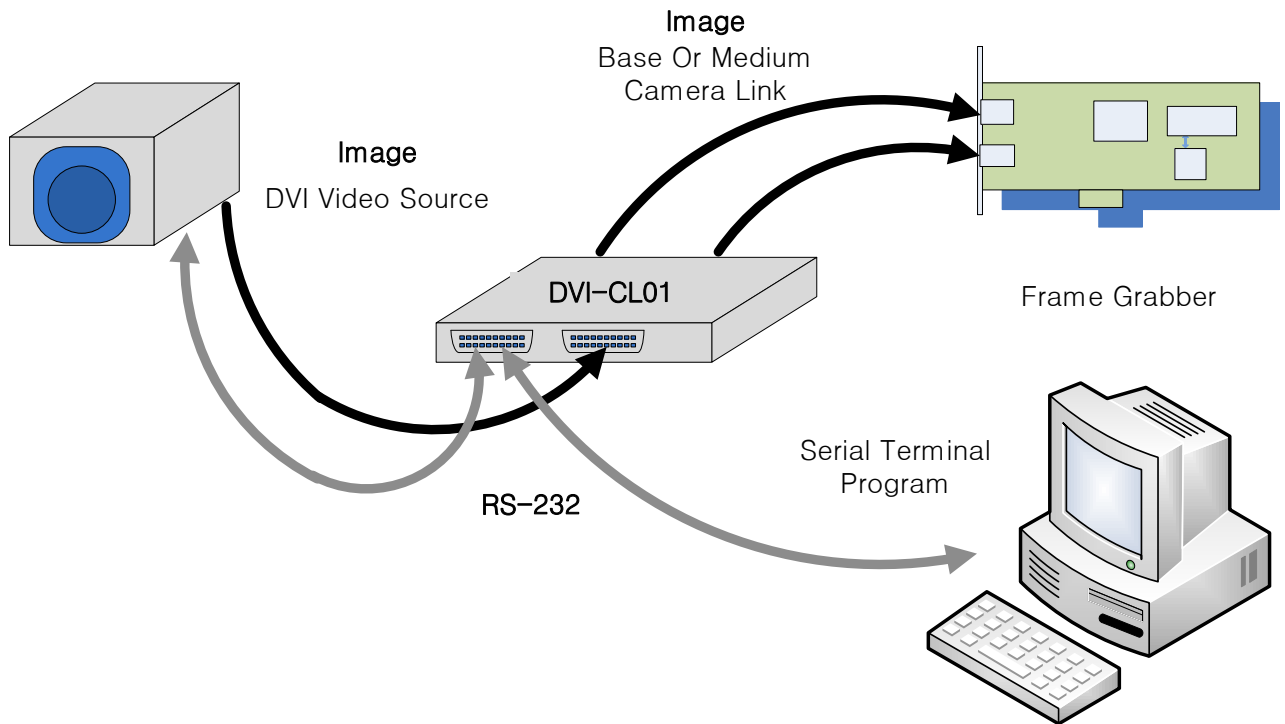 Image
Base Or Medium
Camera Link
Image
DVI Video Source
DVI-CL01
Frame Grabber
Serial Terminal
Program
RS-232